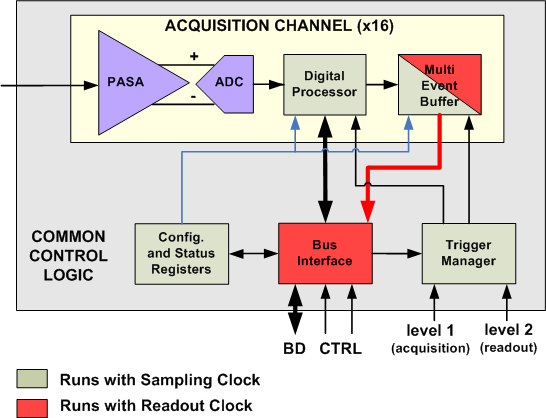 ACQUISITION CHANNEL (x16)
PASA
+
-
ADC
Digital
Processor
Multi
Event
Buffer
COMMON
CONTROL
LOGIC
Config.
and Status
Registers
Bus
Interface
Trigger
Manager
BD
CTRL
level 1
(acquisition)
level 2
(readout)
Runs with Sampling Clock
Runs with Readout Clock